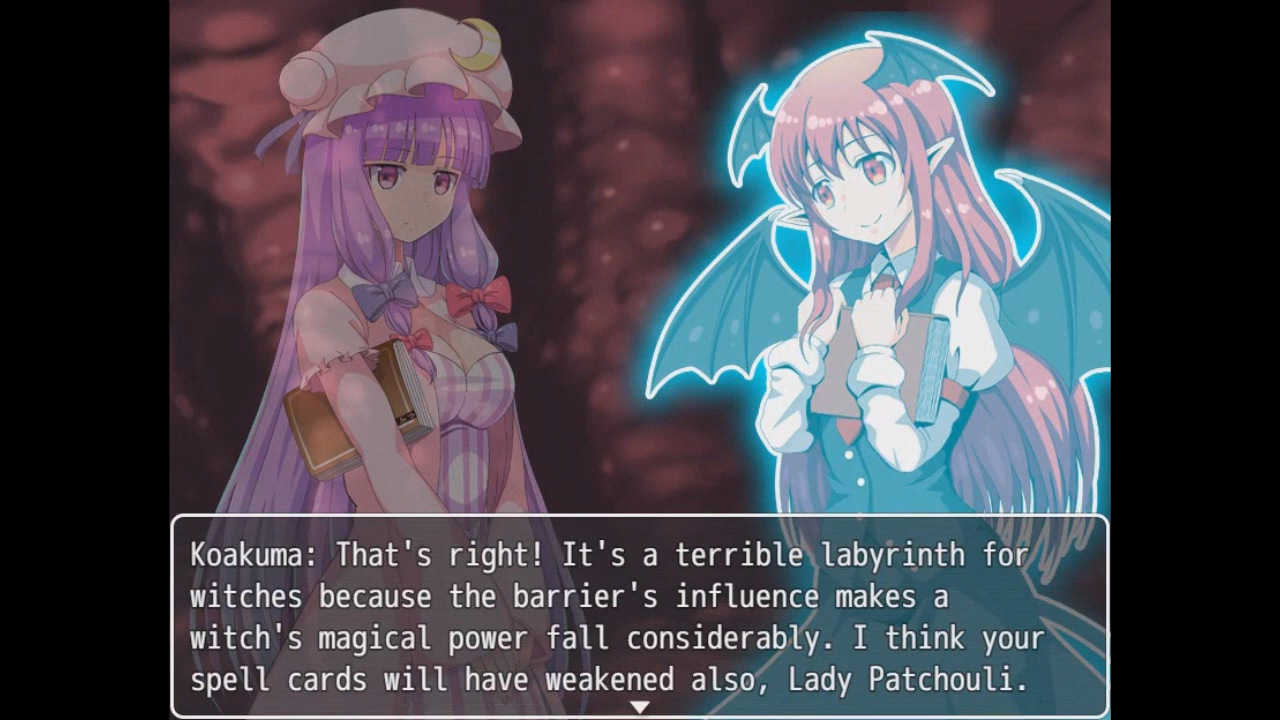 Koakuma: That's right! It's a terrible labyrinth for
witches because the barrier's influence makes a
witch's magical power fall considerably. I think your
spell cards will have weakened also, Lady Patchouli.